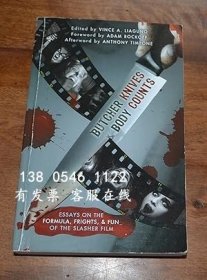 Edited by VINCE A. LIAGUNO
Foreword by ADAM ROCKOFF
Afterword by ANTHONY TIMPONE
BUTCHER KNIVES
& BODY COUNTS
138 0546 1122
有发票 客服在线
ESSAYS ON THE
FORMULA, FRIGHTS, & FUN
OF THE SLASHER FILM